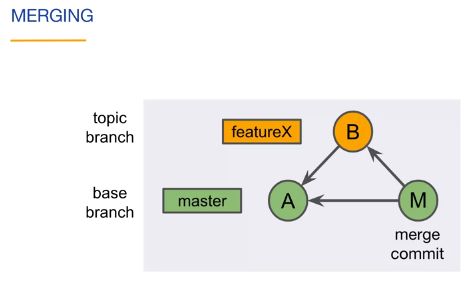 MERGING
topic
branch
featureX
B
base
branch
master
A
M
merge
commit